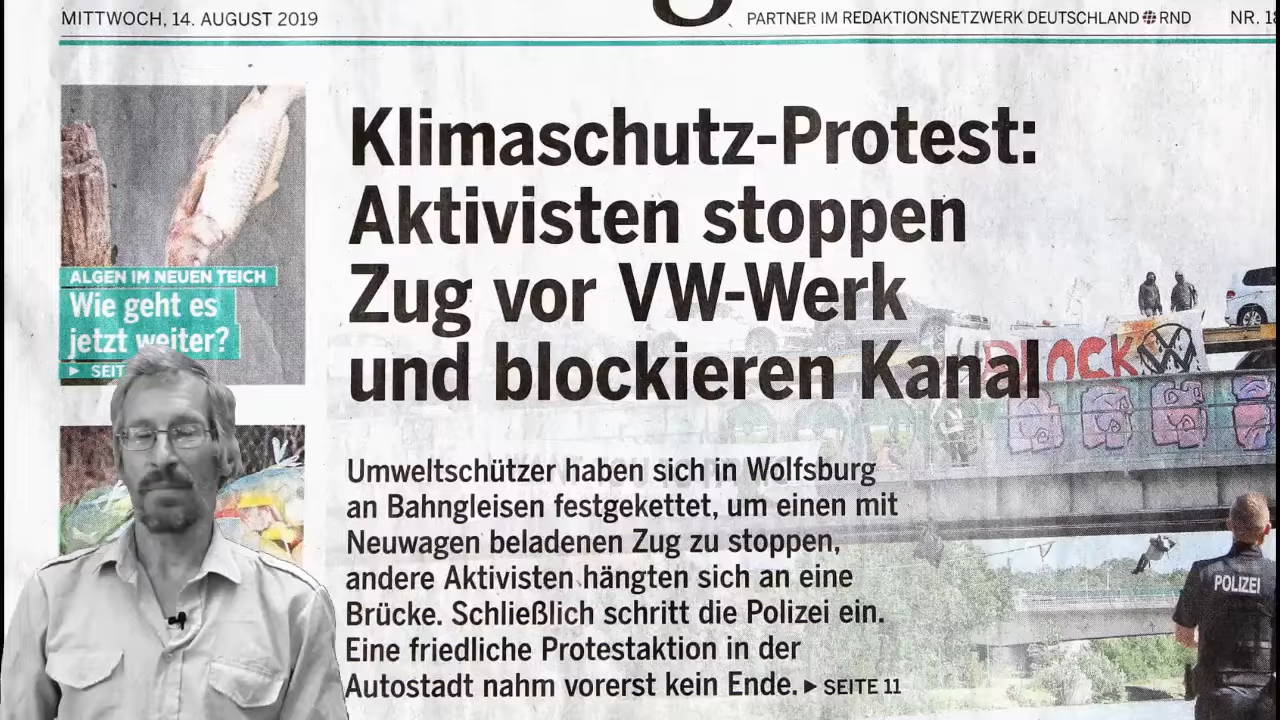 MITTWOCH, 14. AUGUST 2019
PARTNER IM REDAKTIONSNETZWERK DEUTSCHLAND RND
NR.
Klimaschutz-Protest:
Aktivisten stoppen
Zug vor VW-Werk
und blockieren Kanal
ALGEN IM NEUEN TEICH
Wie geht es
jetzt weiter?
▶ SEIT
BLOCK VW
Umweltschützer haben sich in Wolfsburg
an Bahngleisen festgekettet, um einen mit
Neuwagen beladenen Zug zu stoppen,
andere Aktivisten hängten sich an eine
Brücke. Schließlich schritt die Polizei ein.
Eine friedliche Protestaktion in der
Autostadt nahm vorerst kein Ende. ▶ SEITE 11
POLIZEI